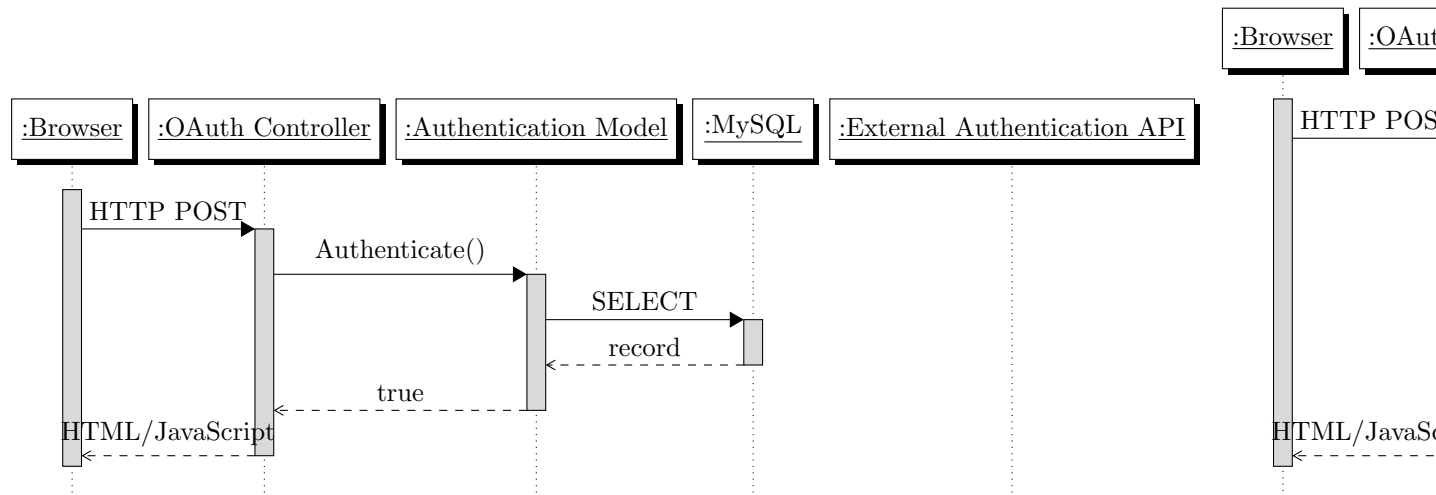 :Browser
:OAuth Controller
:Authentication Model
:MySQL
:External Authentication API
HTTP POST
Authenticate()
SELECT
record
true
HTML/JavaScript
:Browser
:OAut
HTTP POS
HTML/JavaSc